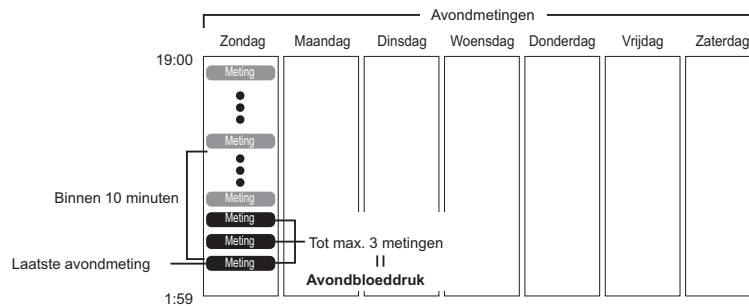 Avondmetingen
Zondag Maandag Dinsdag Woensdag Donderdag Vrijdag Zaterdag
19:00
Meting
Meting
Binnen 10 minuten
Meting
Meting
Meting
Tot max. 3 metingen
Laatste avondmeting
Meting
=
Avondbloeddruk
1:59